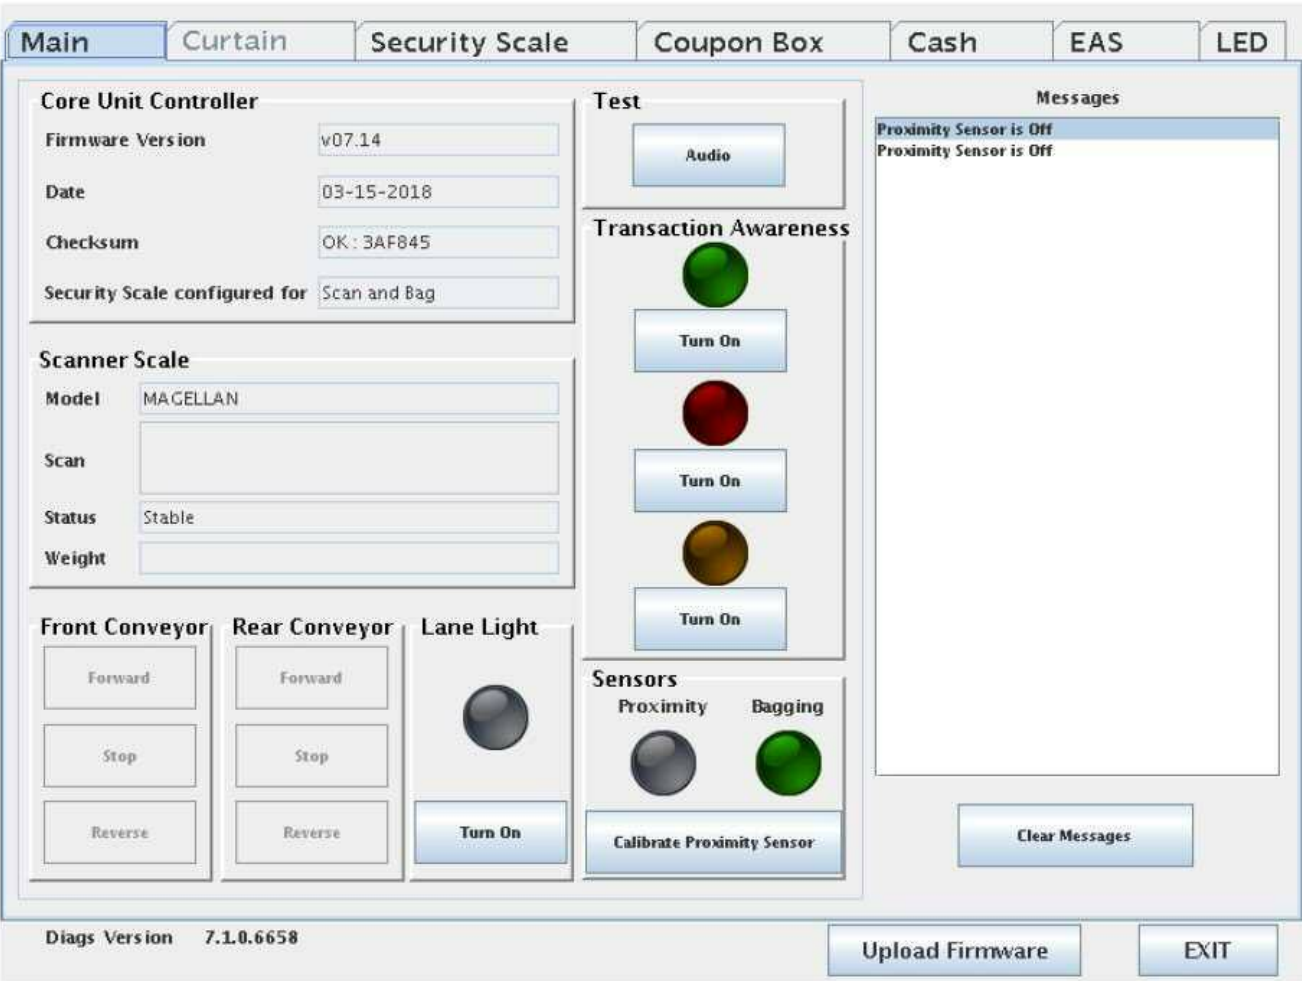 Main
Curtain
Security Scale
Coupon Box
Cash
EAS
LED
Core Unit Controller
Firmware Version
v07.14
Date
03-15-2018
Checksum
OK : 3AF845
Security Scale configured for
Scan and Bag
Scanner Scale
Model
MAGELLAN
Scan
Status
Stable
Weight
Front Conveyor
Forward
Stop
Reverse
Rear Conveyor
Forward
Stop
Reverse
Lane Light
Turn On
Test
Audio
Transaction Awareness
Turn On
Turn On
Turn On
Sensors
Proximity
Bagging
Calibrate Proximity Sensor
Messages
Proximity Sensor is Off
Proximity Sensor is Off
Clear Messages
Diags Version 7.1.0.6658
Upload Firmware
EXIT